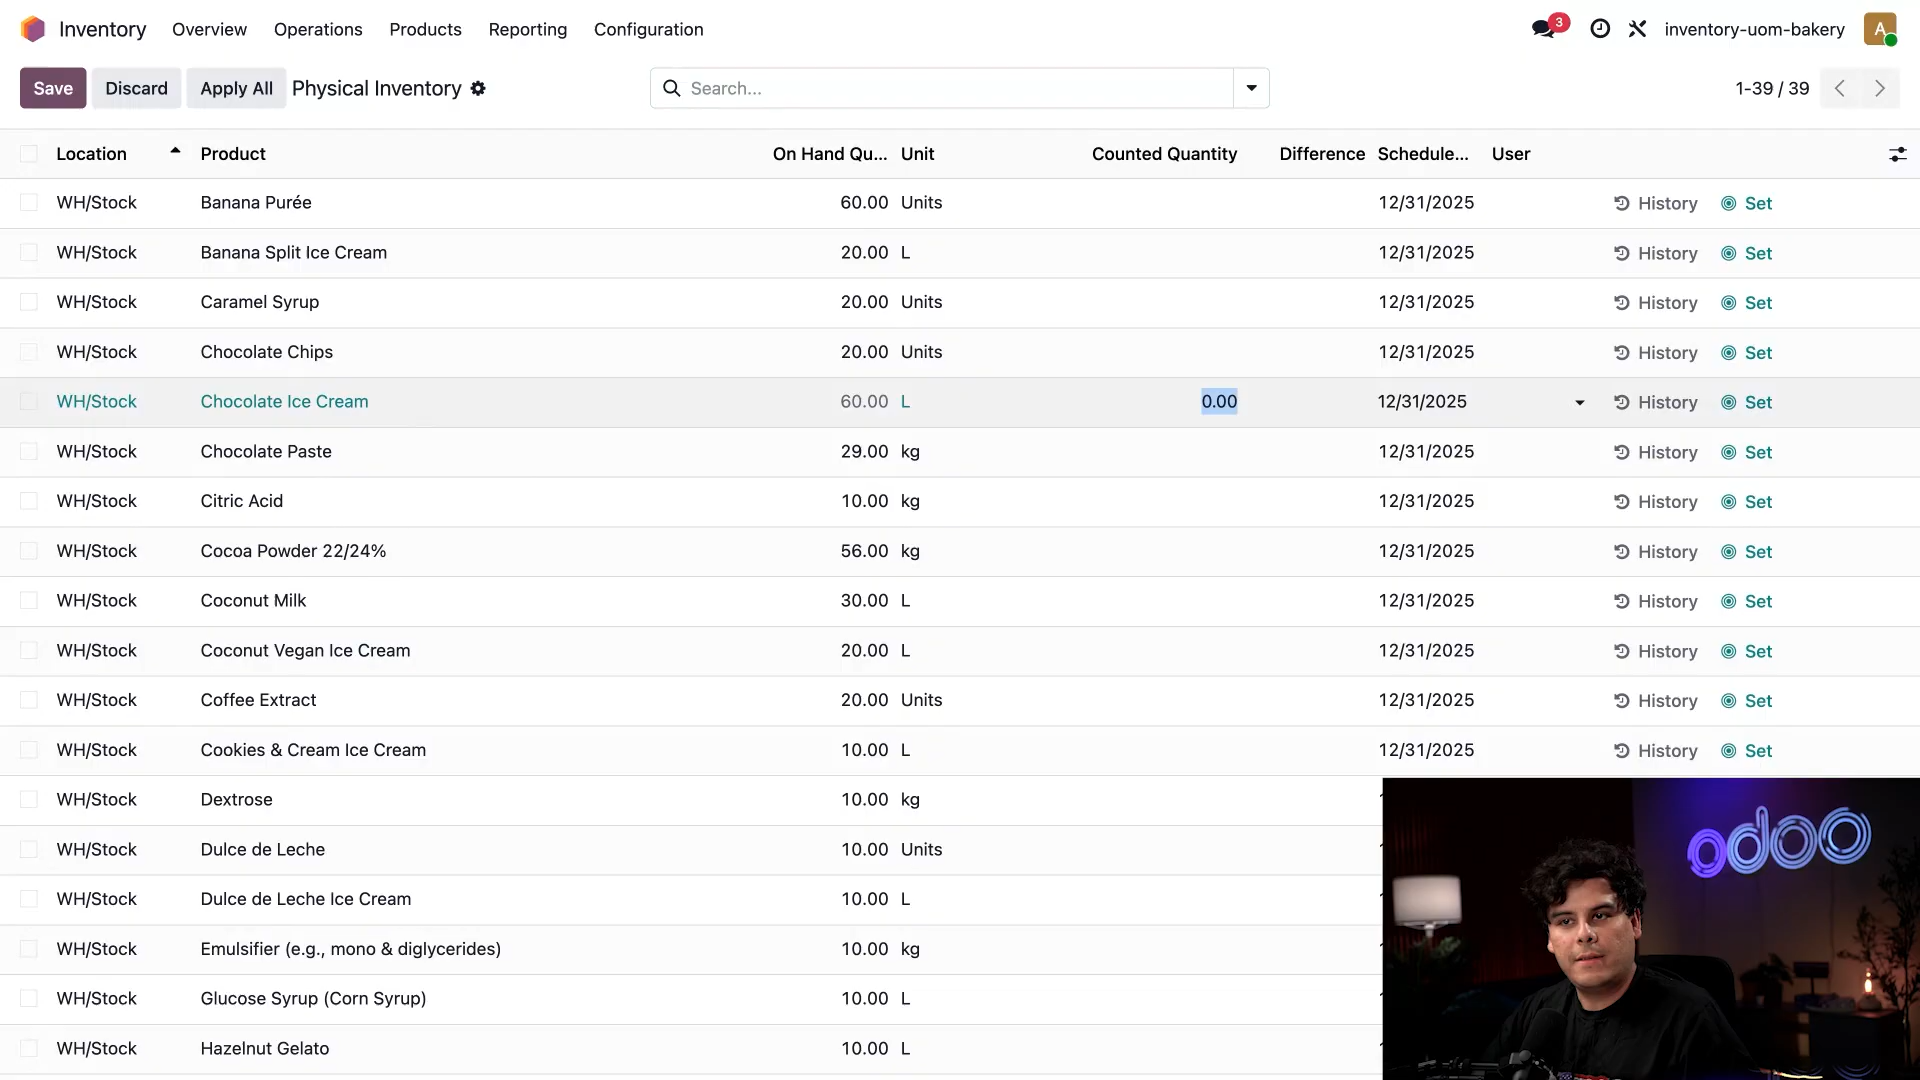 Inventory Overview Operations Products Reporting Configuration 3 inventory-uom-bakery A
Save Discard Apply All Physical Inventory Search... 1-39 / 39
Location Product On Hand Qu... Unit Counted Quantity Difference Schedule... User
WH/Stock Banana Purée 60.00 Units 12/31/2025 History Set
WH/Stock Banana Split Ice Cream 20.00 L 12/31/2025 History Set
WH/Stock Caramel Syrup 20.00 Units 12/31/2025 History Set
WH/Stock Chocolate Chips 20.00 Units 12/31/2025 History Set
WH/Stock Chocolate Ice Cream 60.00 L 0.00 12/31/2025 History Set
WH/Stock Chocolate Paste 29.00 kg 12/31/2025 History Set
WH/Stock Citric Acid 10.00 kg 12/31/2025 History Set
WH/Stock Cocoa Powder 22/24% 56.00 kg 12/31/2025 History Set
WH/Stock Coconut Milk 30.00 L 12/31/2025 History Set
WH/Stock Coconut Vegan Ice Cream 20.00 L 12/31/2025 History Set
WH/Stock Coffee Extract 20.00 Units 12/31/2025 History Set
WH/Stock Cookies & Cream Ice Cream 10.00 L 12/31/2025 History Set
WH/Stock Dextrose 10.00 kg
WH/Stock Dulce de Leche 10.00 Units
WH/Stock Dulce de Leche Ice Cream 10.00 L
WH/Stock Emulsifier (e.g., mono & diglycerides) 10.00 kg
WH/Stock Glucose Syrup (Corn Syrup) 10.00 L
WH/Stock Hazelnut Gelato 10.00 L
odoo